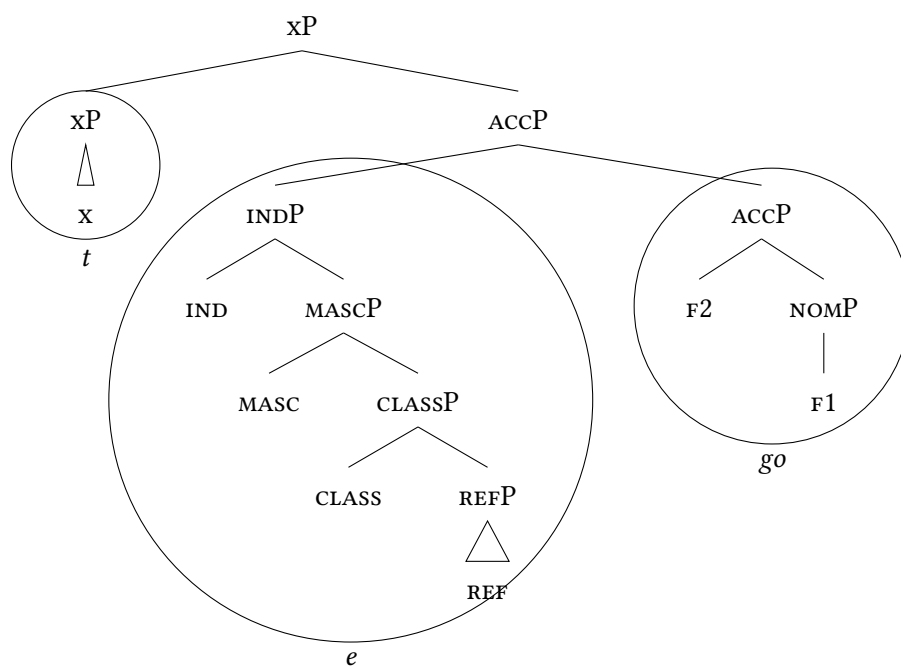 xP
xP ACCP
x INDP ACCP
t IND MASCP F2 NOMP
MASC CLASSP F1
go
CLASS REFP
REF
e